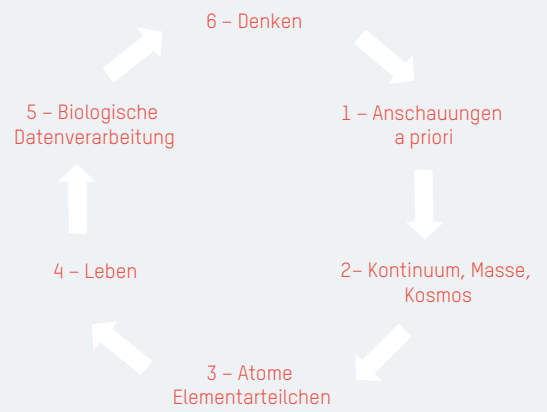 6 – Denken
1 – Anschauungen
a priori
2– Kontinuum, Masse,
Kosmos
3 – Atome
Elementarteilchen
4 – Leben
5 – Biologische
Datenverarbeitung